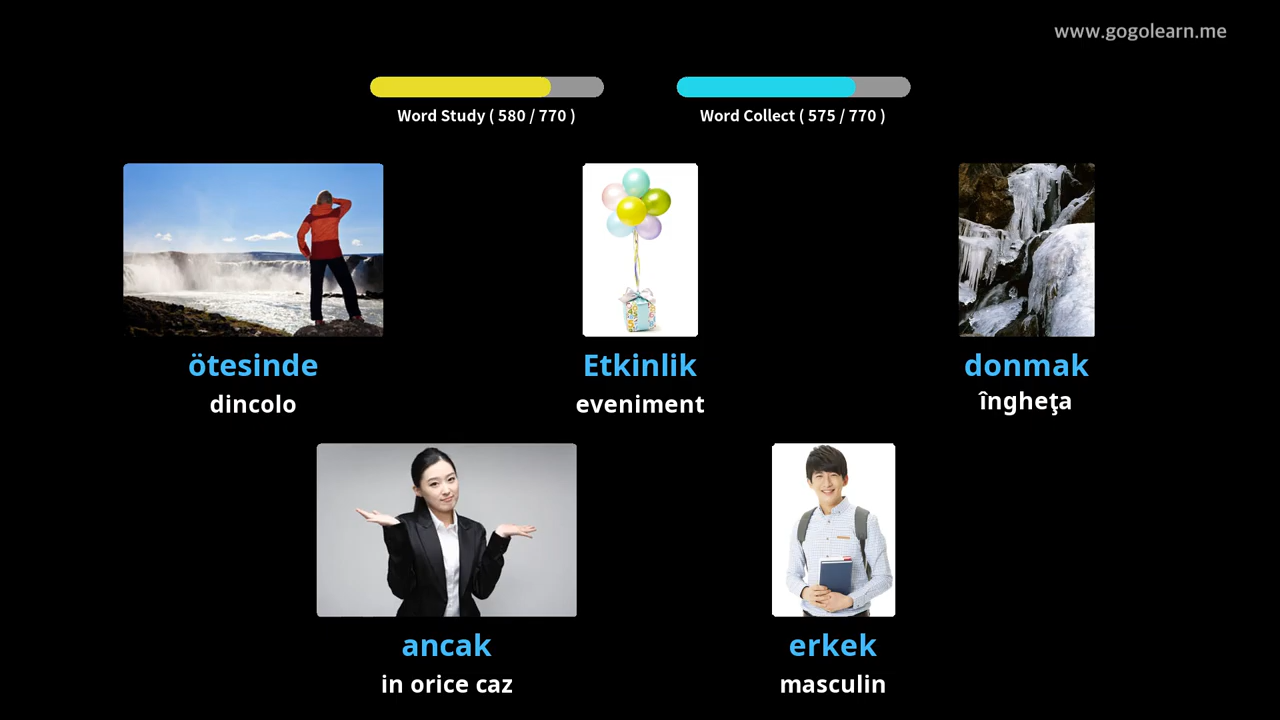 www.gogolearn.me
Word Study ( 580 / 770 )
Word Collect ( 575 / 770 )
ötesinde
dincolo
Etkinlik
eveniment
donmak
îngheţa
ancak
in orice caz
erkek
masculin